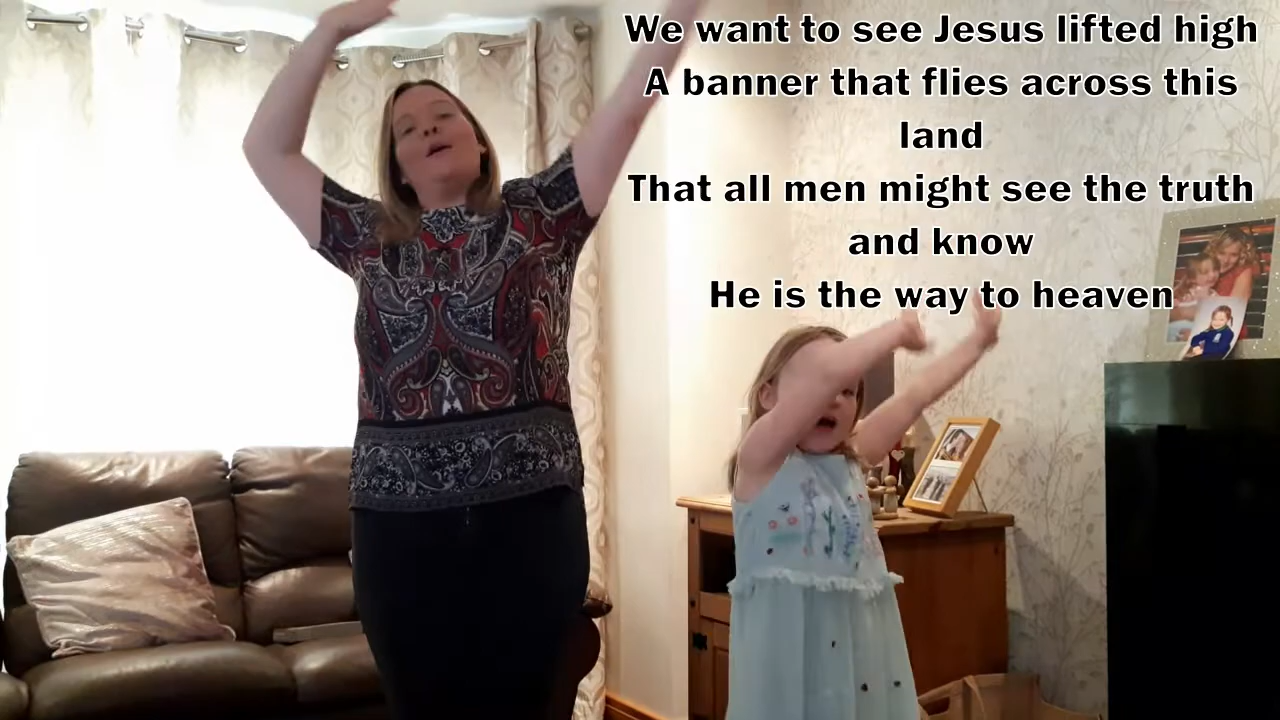 We want to see Jesus lifted high
A banner that flies across this
land
That all men might see the truth
and know
He is the way to heaven